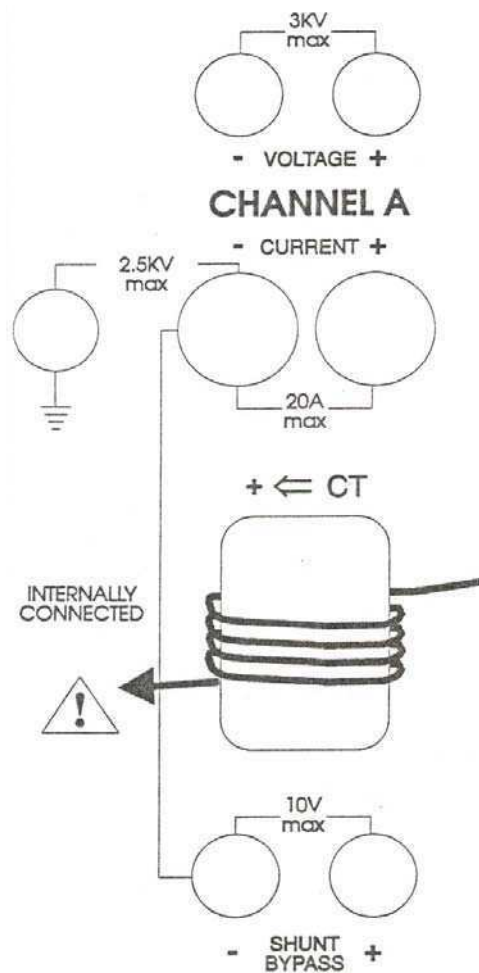 3KV
max
- VOLTAGE +
CHANNEL A
- CURRENT +
2.5KV
max
20A
max
+ ⇐ CT
INTERNALLY
CONNECTED
!
10V
max
- SHUNT +
BYPASS